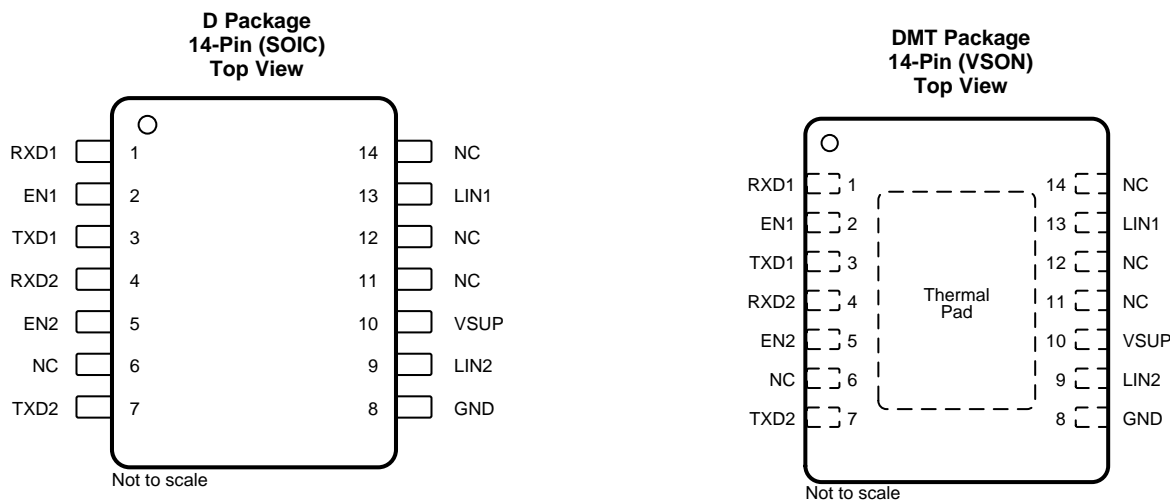 D Package
14-Pin (SOIC)
Top View
RXD1 1 14 NC
EN1 2 13 LIN1
TXD1 3 12 NC
RXD2 4 11 NC
EN2 5 10 VSUP
NC 6 9 LIN2
TXD2 7 8 GND
Not to scale
DMT Package
14-Pin (VSON)
Top View
RXD1 1 14 NC
EN1 2 13 LIN1
TXD1 3 12 NC
RXD2 4 11 NC
Thermal
Pad
EN2 5 10 VSUP
NC 6 9 LIN2
TXD2 7 8 GND
Not to scale